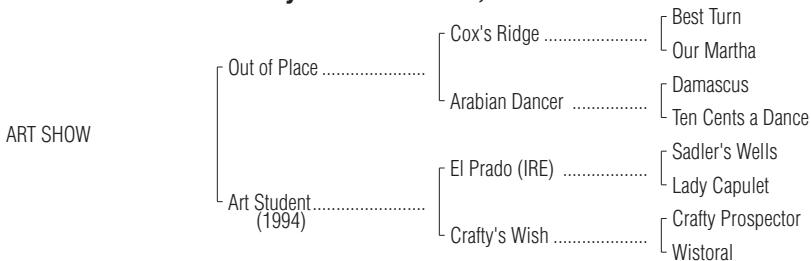 Best Turn
Cox's Ridge ......................
Our Martha
Out of Place ......................
Damascus
Arabian Dancer ................
Ten Cents a Dance
ART SHOW
Sadler's Wells
El Prado (IRE) ..................
Lady Capulet
Art Student........................
(1994)
Crafty Prospector
Crafty's Wish ....................
Wistoral